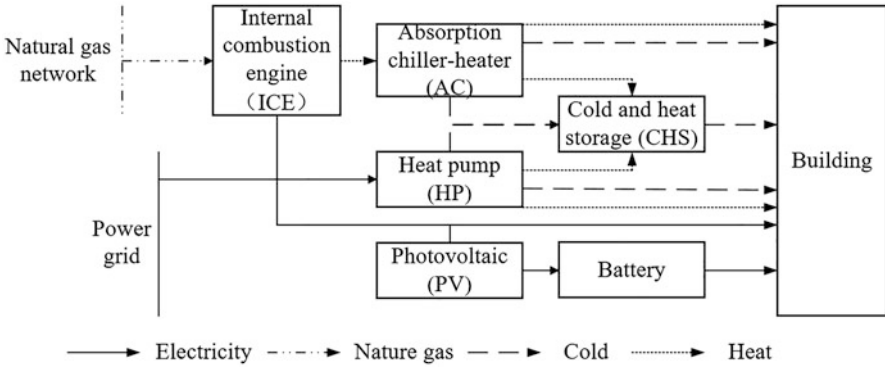 Natural gas
network
Internal
combustion
engine
（ICE）
Absorption
chiller-heater
(AC)
Cold and heat
storage (CHS)
Building
Heat pump
(HP)
Power
grid
Photovoltaic
(PV)
Battery
Electricity
Nature gas
Cold
Heat